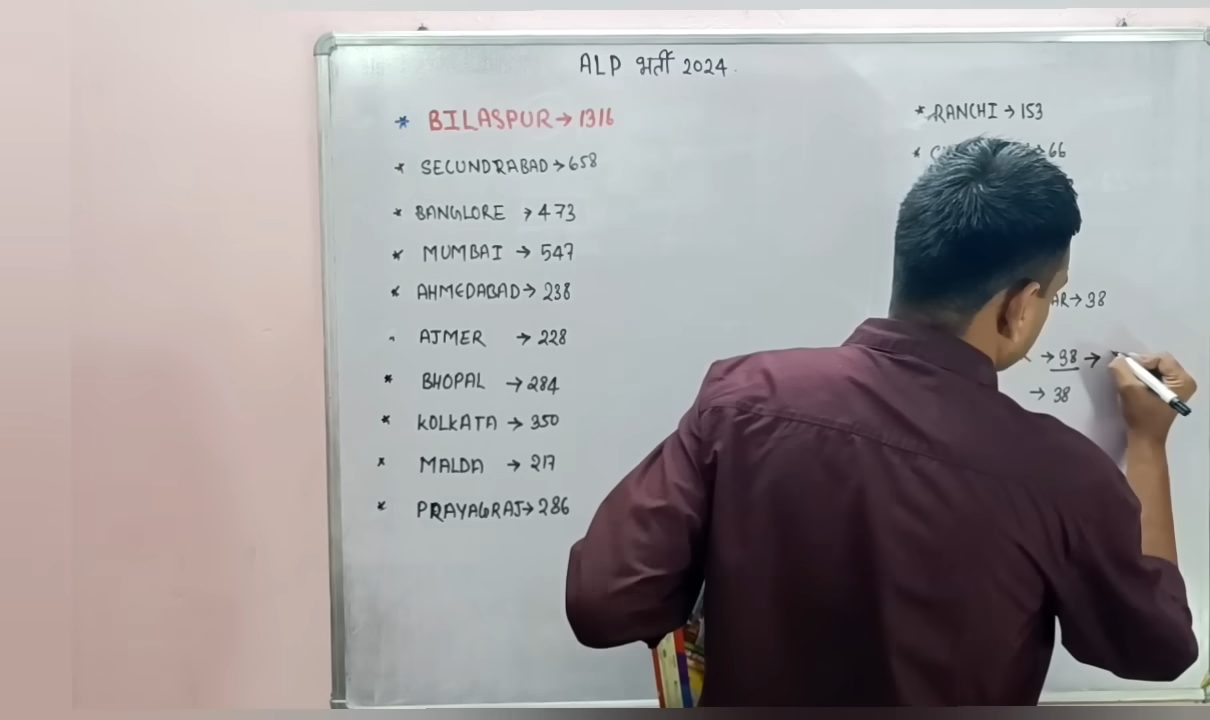 ALP भर्ती 2024.
* BILASPUR → 1316
* SECUNDRABAD → 658
* BANGLORE → 473
* MUMBAI → 547
* AHMEDABAD → 238
AJMER → 228
* BHOPAL → 284
* KOLKATA → 350
* MALDA → 217
* PRAYAGRAJ → 286
* RANCHI → 153
66
AR → 38
→ 38 →
→ 38